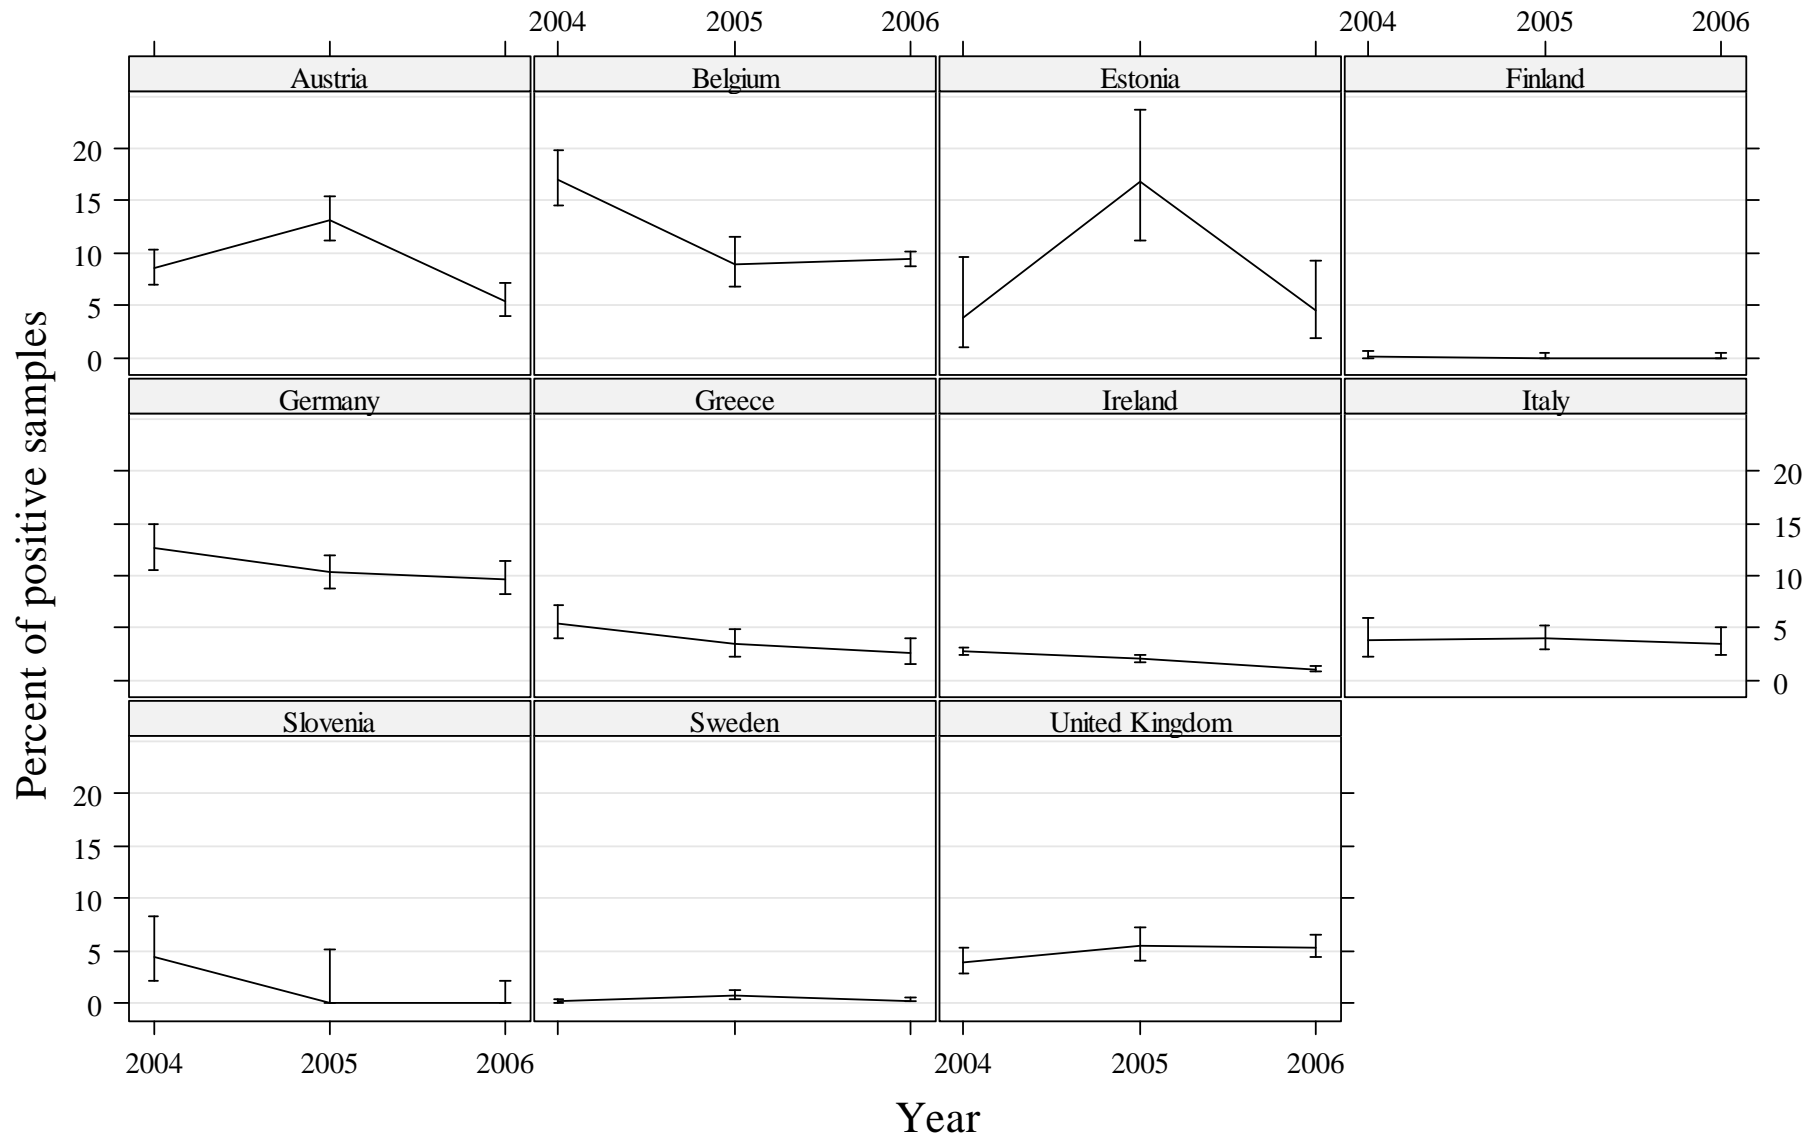 2004 2005 2006 2004 2005 2006
Austria Belgium Estonia Finland
20
15
10
5
0
Germany Greece Ireland Italy
20
15
10
5
0
Slovenia Sweden United Kingdom
20
15
10
5
0
2004 2005 2006 2004 2005 2006
Year
Percent of positive samples